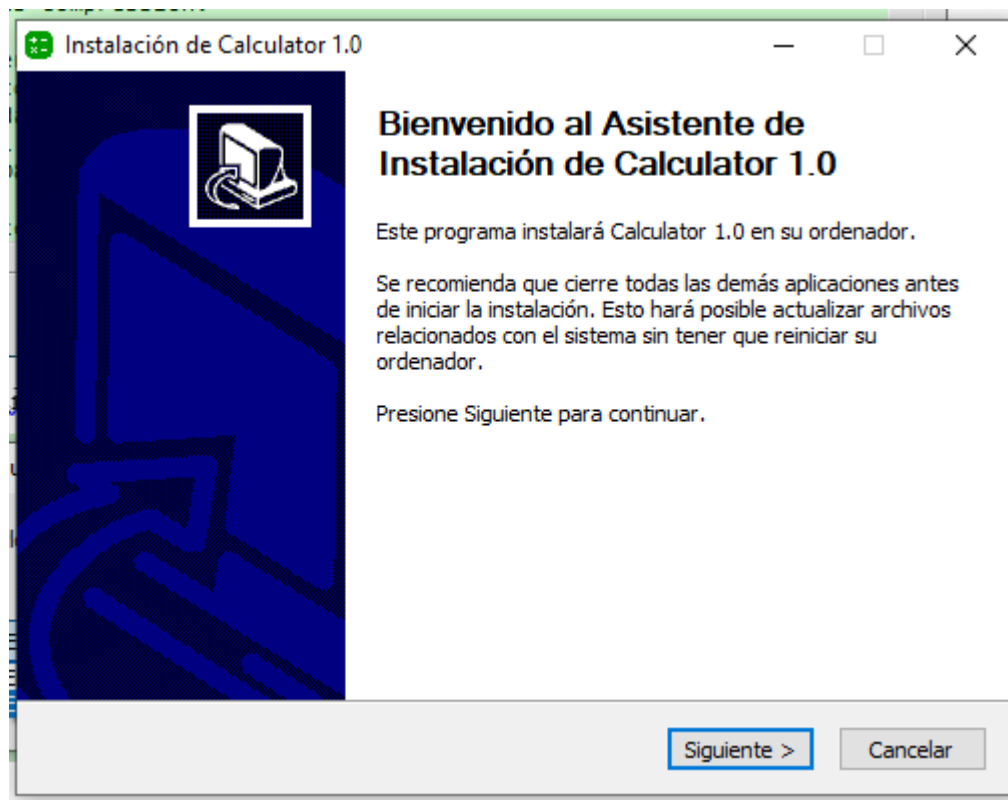 Instalación de Calculator 1.0
Bienvenido al Asistente de
Instalación de Calculator 1.0
Este programa instalará Calculator 1.0 en su ordenador.
Se recomienda que cierre todas las demás aplicaciones antes
de iniciar la instalación. Esto hará posible actualizar archivos
relacionados con el sistema sin tener que reiniciar su
ordenador.
Presione Siguiente para continuar.
Siguiente >
Cancelar